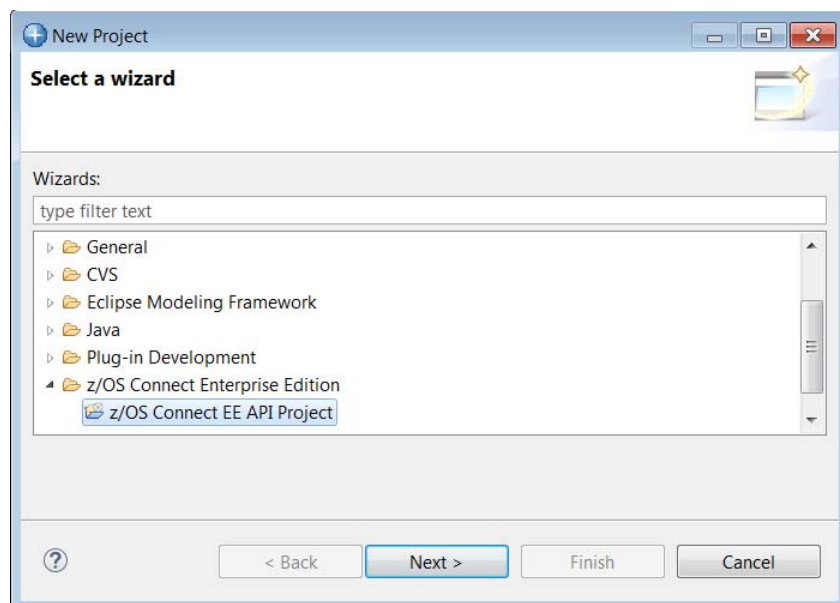 New Project
Select a wizard
Wizards:
type filter text
General
CVS
Eclipse Modeling Framework
Java
Plug-in Development
z/OS Connect Enterprise Edition
z/OS Connect EE API Project
? < Back Next > Finish Cancel